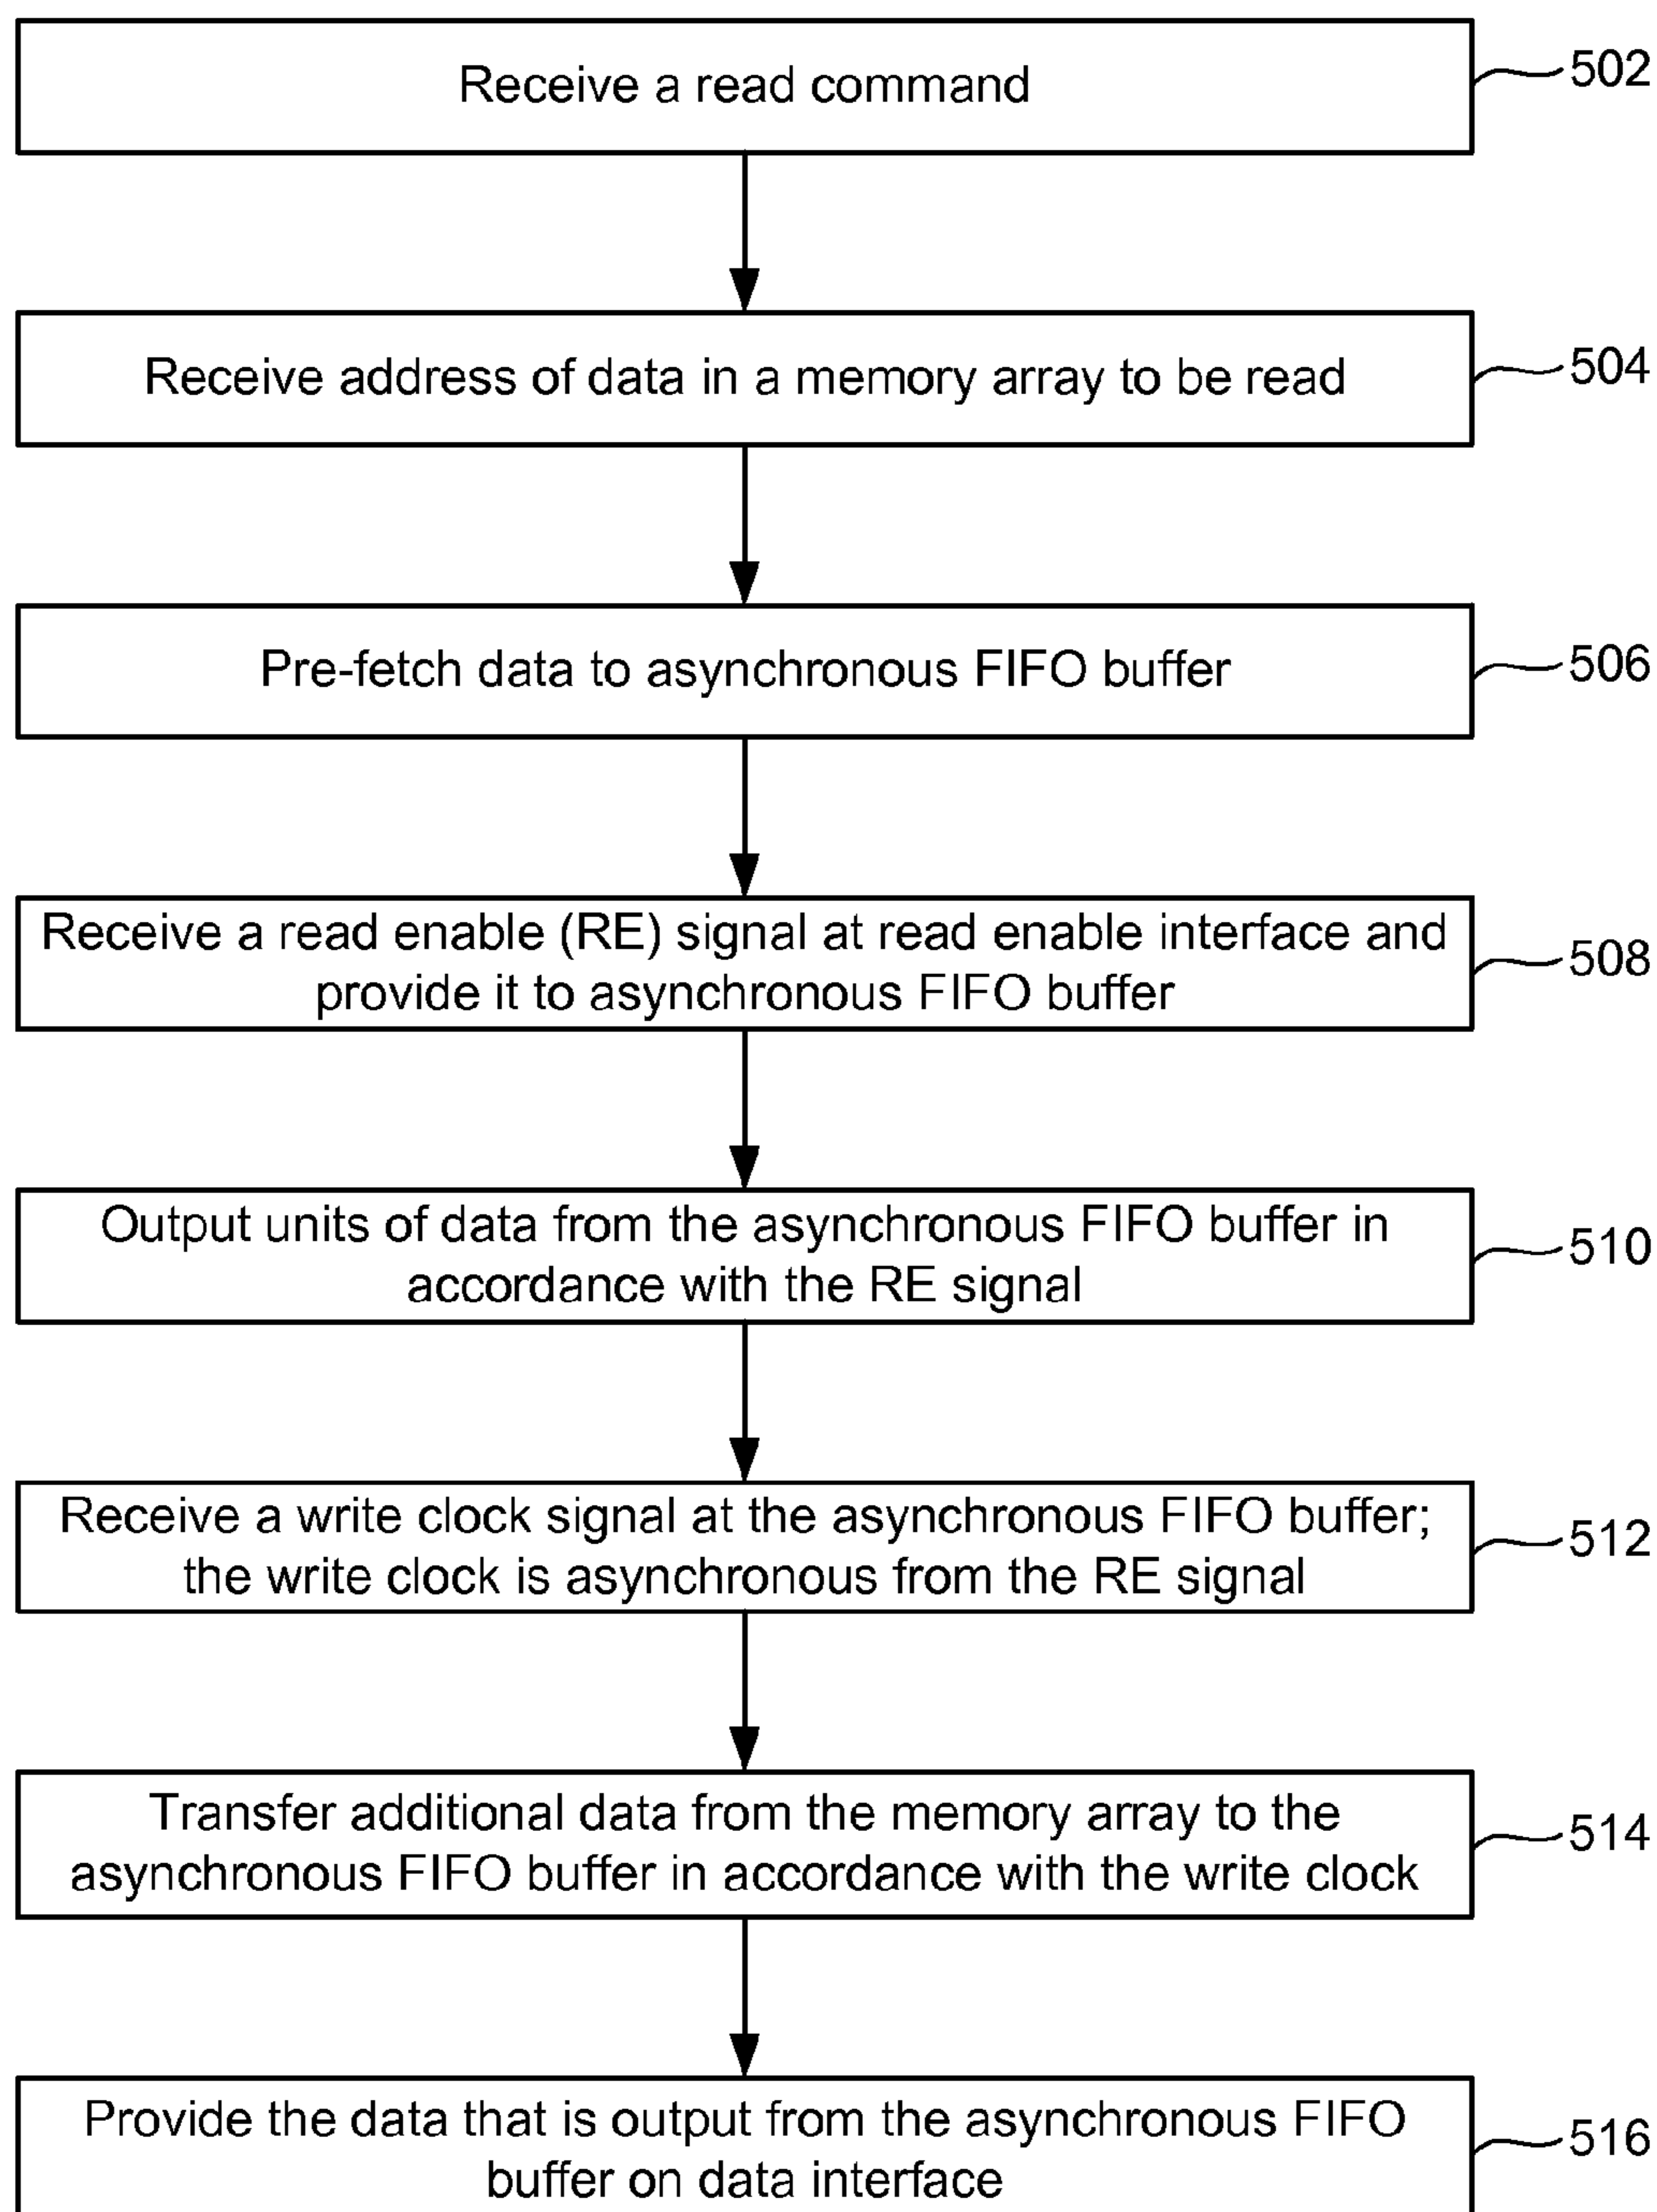 Receive a read command
502
Receive address of data in a memory array to be read
504
Pre-fetch data to asynchronous FIFO buffer
506
Receive a read enable (RE) signal at read enable interface and
provide it to asynchronous FIFO buffer
508
Output units of data from the asynchronous FIFO buffer in
accordance with the RE signal
510
Receive a write clock signal at the asynchronous FIFO buffer;
the write clock is asynchronous from the RE signal
512
Transfer additional data from the memory array to the
asynchronous FIFO buffer in accordance with the write clock
514
Provide the data that is output from the asynchronous FIFO
buffer on data interface
516